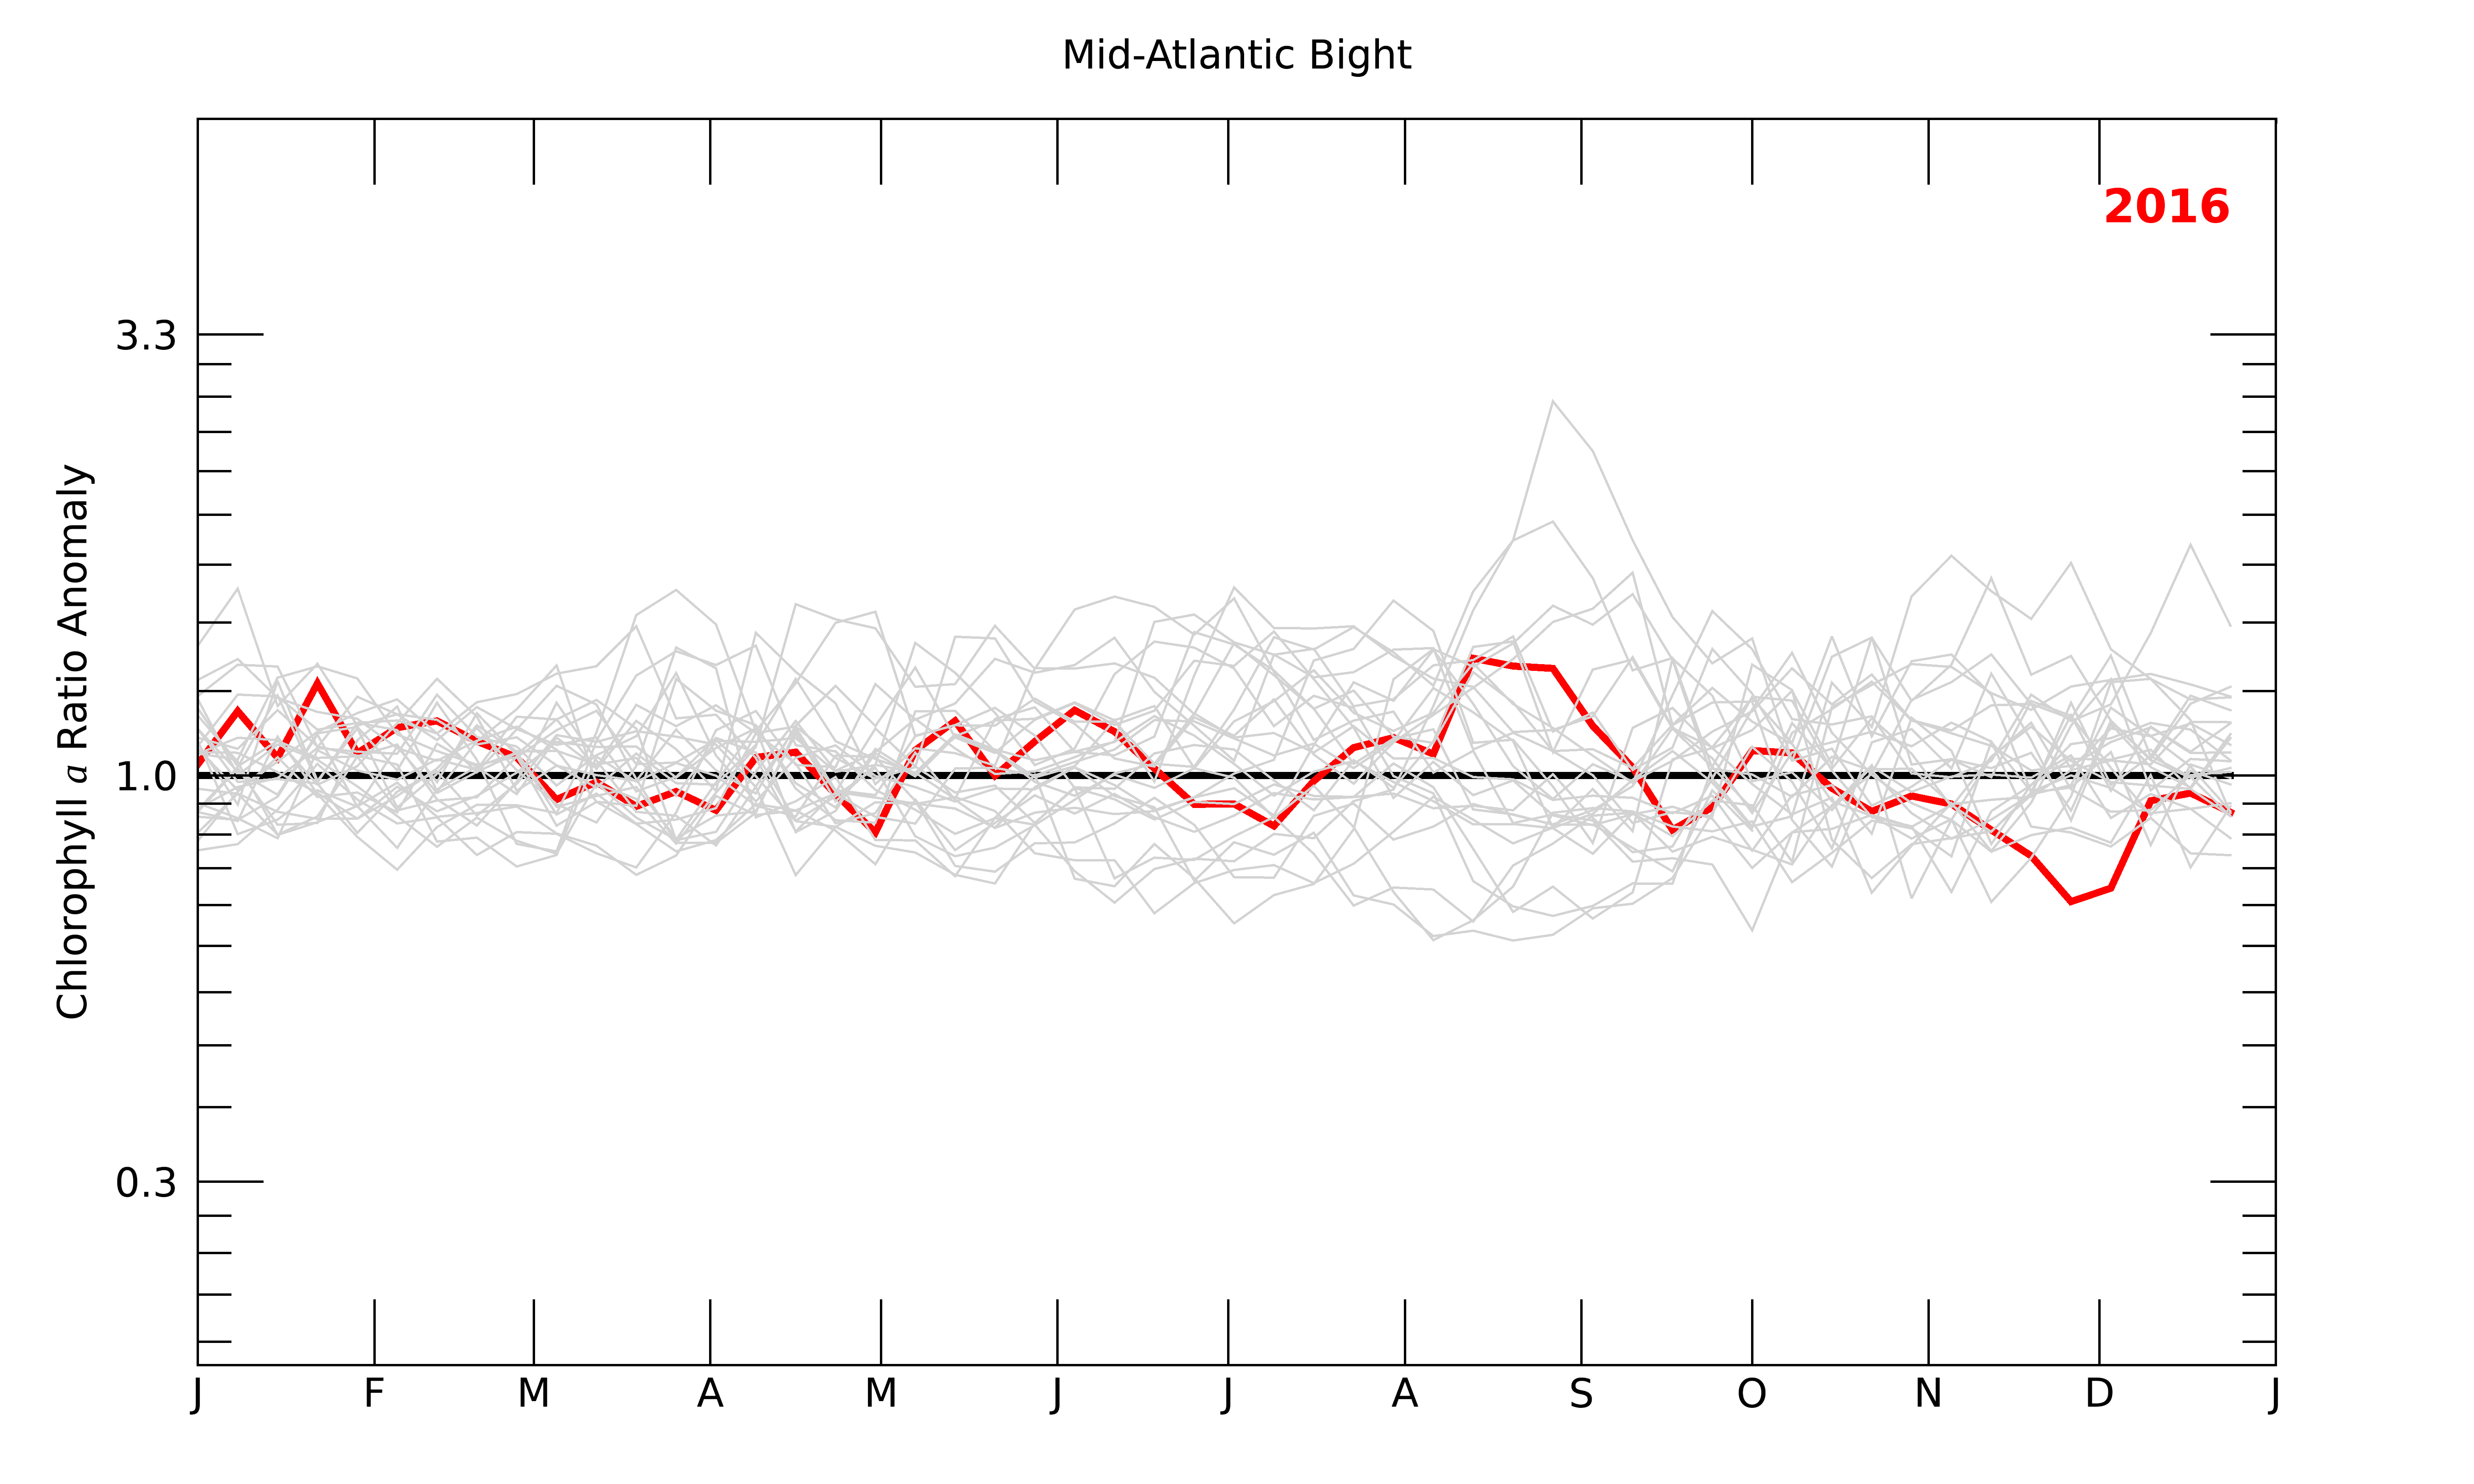 Mid-Atlantic Bight
2016
3.3
1.0
0.3
Chlorophyll a Ratio Anomaly
J F M A M J J A S O N D J